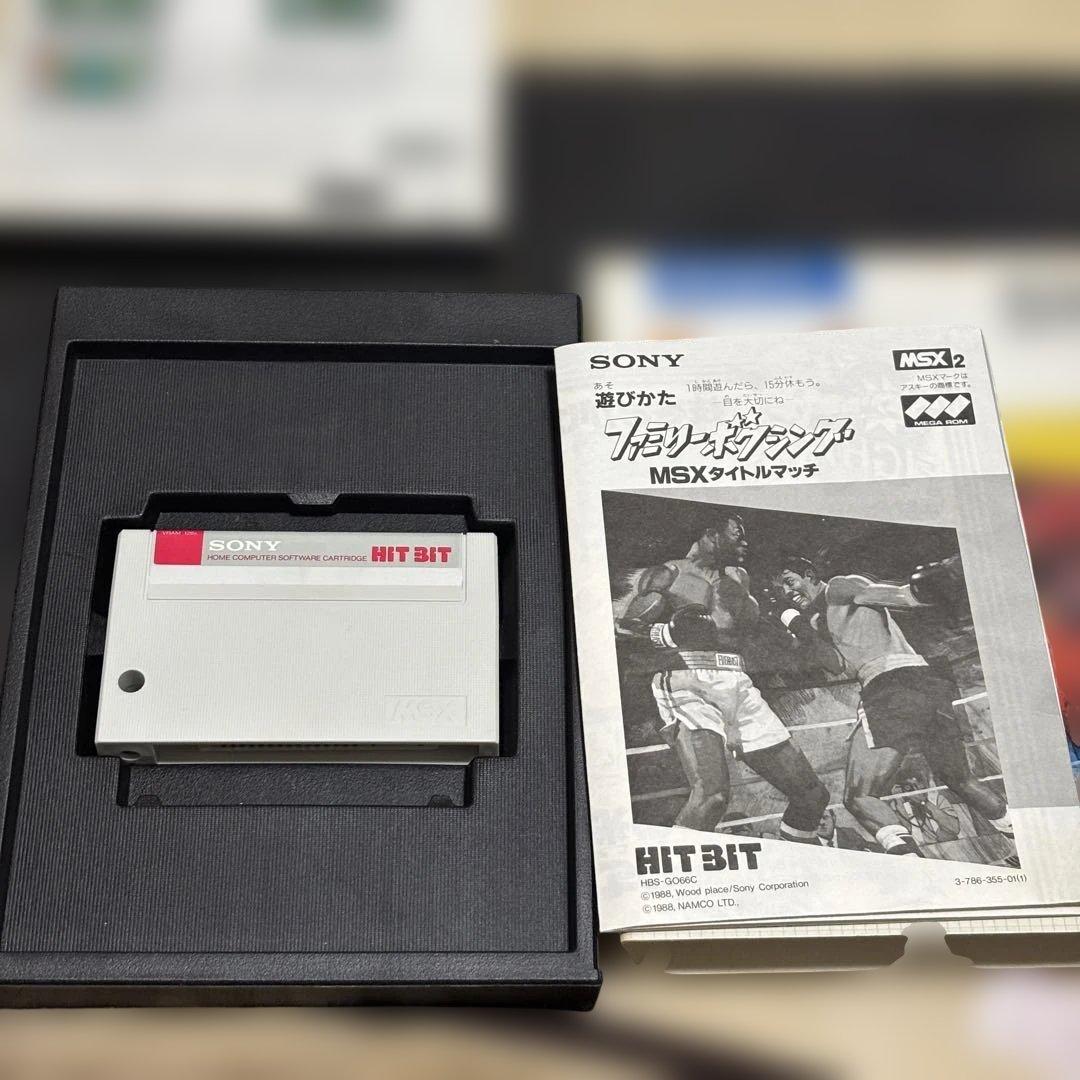 VRAM 128K
SONY
HOME COMPUTER SOFTWARE CARTRIDGE HIT BIT
MSX
SONY
MSX 2
MSXマークは
アスキーの商標です。
MEGA ROM
あそ
遊びかた
1時間遊んだら、15分休もう。
—目を大切にね—
ファミリーボクシング
MSXタイトルマッチ
EVERLAST
HIT BIT
HBS-G066C
©1988, Wood place/Sony Corporation
©1988, NAMCO LTD.,
3-786-355-01(1)